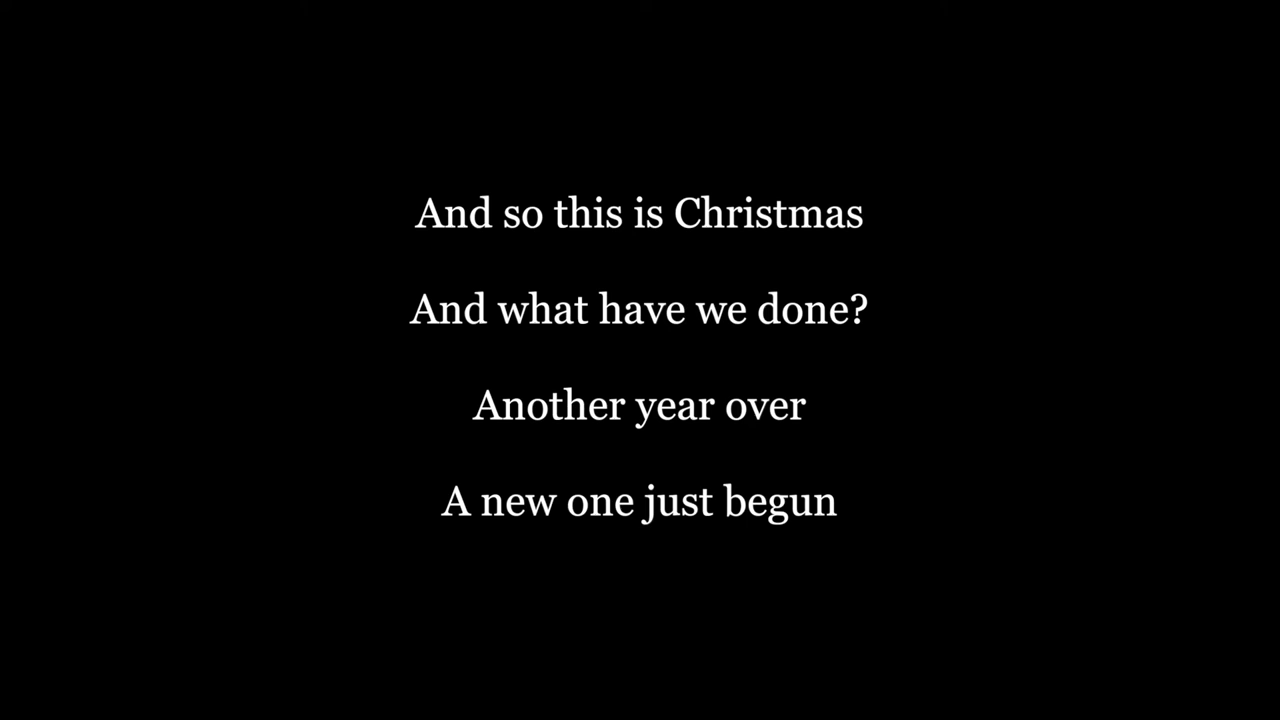 And so this is Christmas
And what have we done?
Another year over
A new one just begun